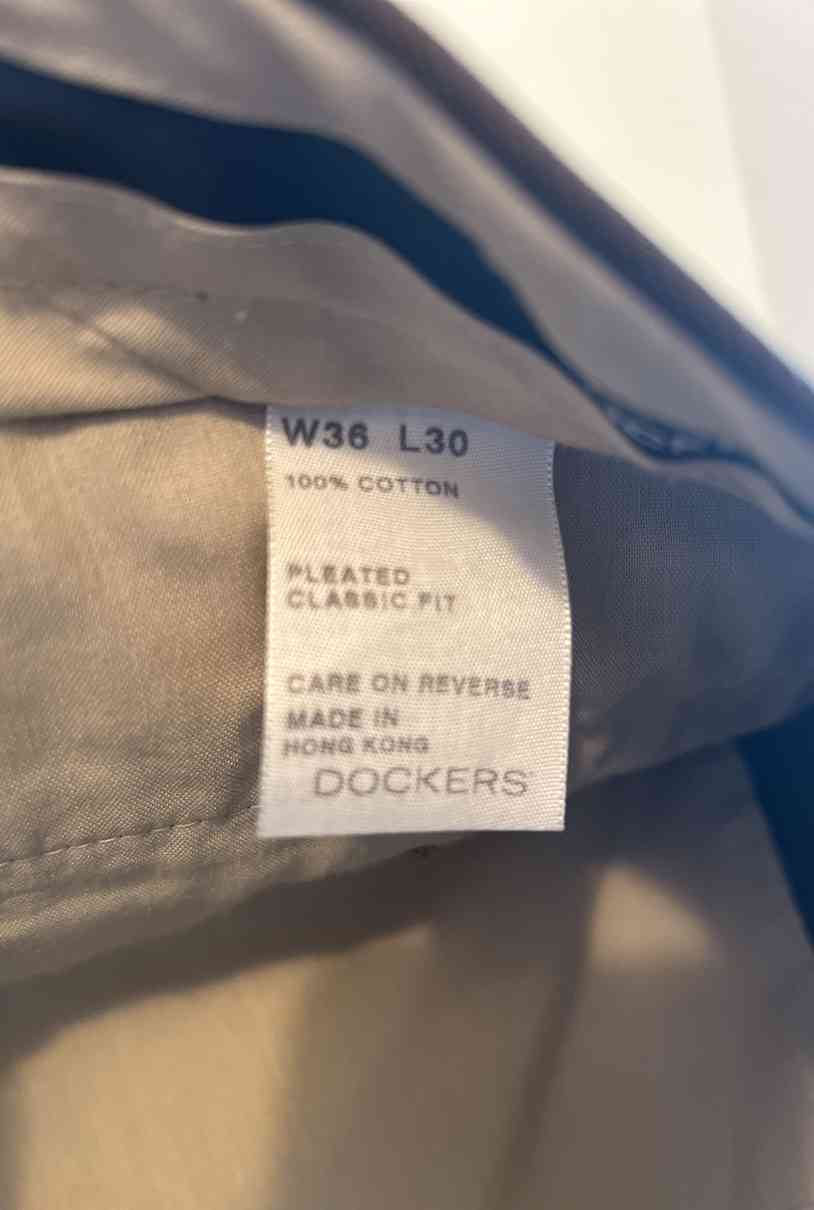 W36 L30
100% COTTON
PLEATED
CLASSIC FIT
CARE ON REVERSE
MADE IN
HONG KONG
DOCKERS